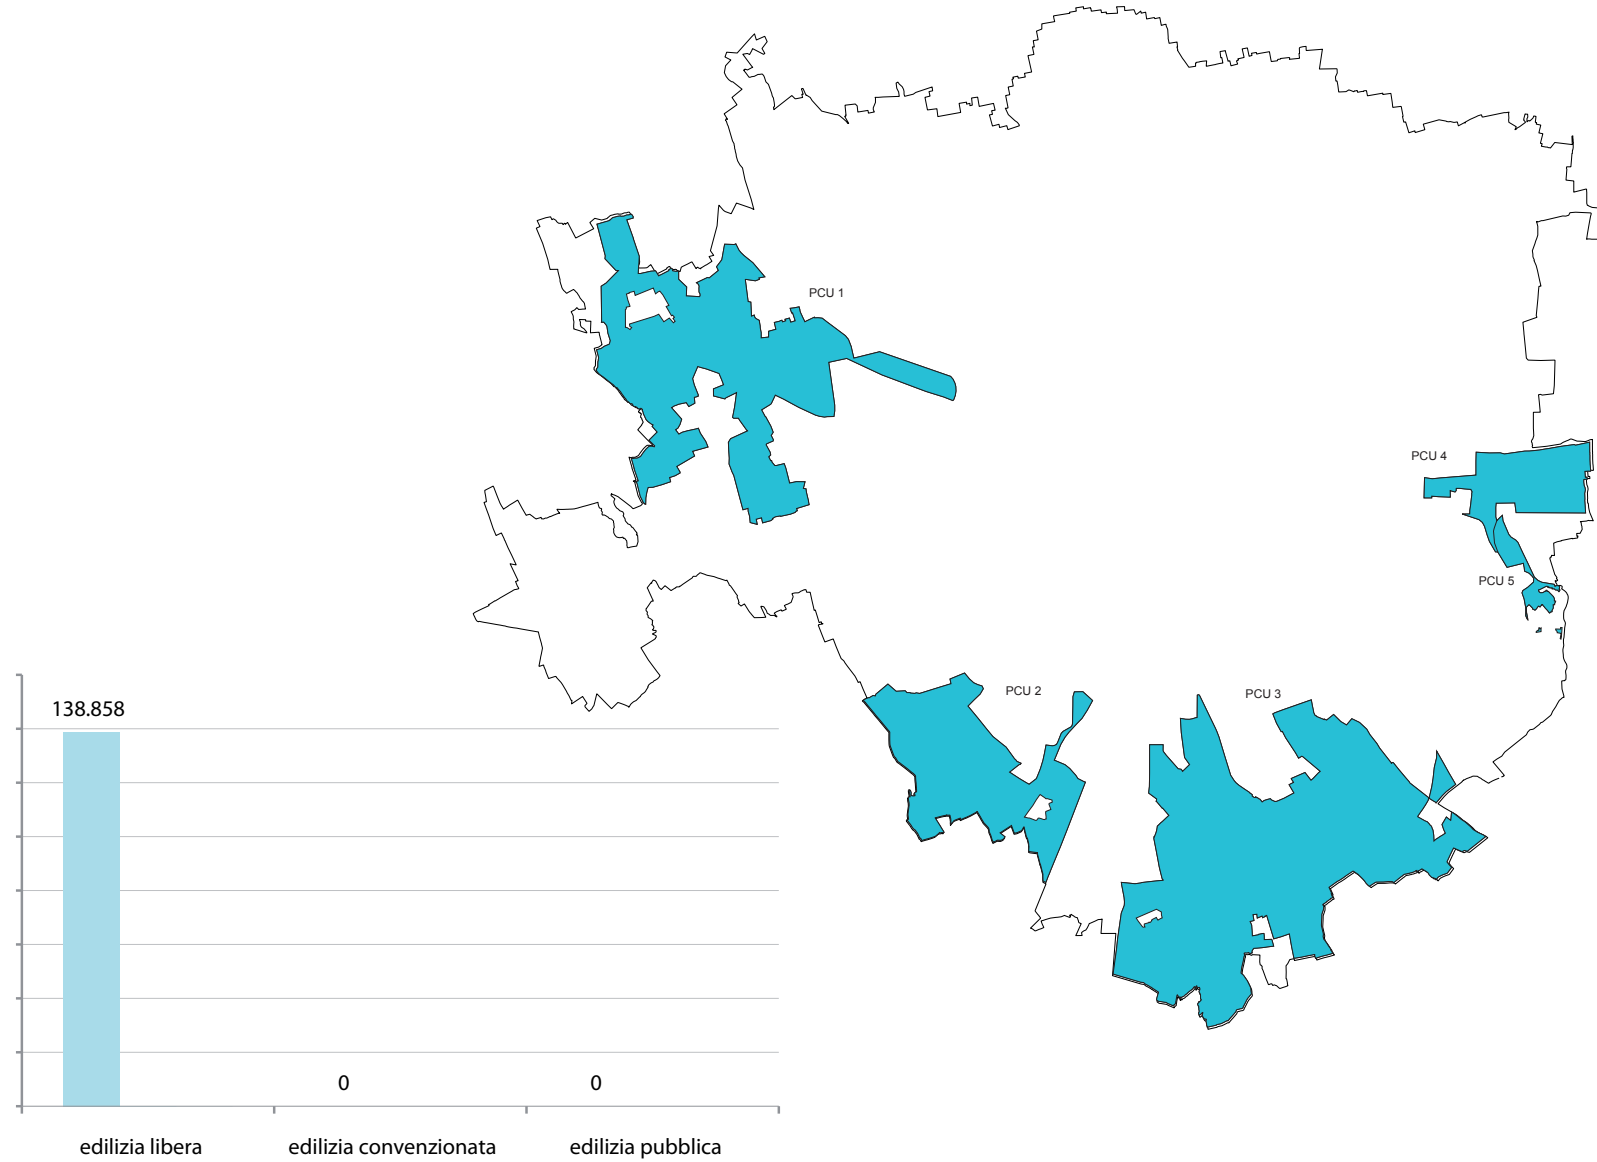 PCU 1
PCU 4
PCU 5
PCU 2
PCU 3
138.858
0
0
edilizia libera
edilizia convenzionata
edilizia pubblica